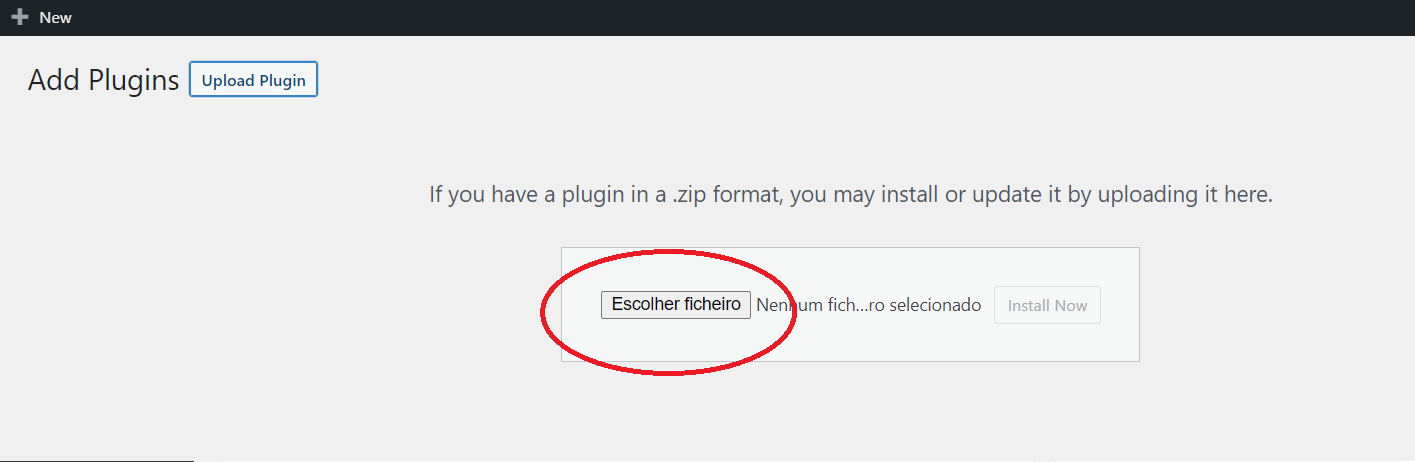 New
Add Plugins Upload Plugin
If you have a plugin in a .zip format, you may install or update it by uploading it here.
Escolher ficheiro Nenhum fich...ro selecionado Install Now